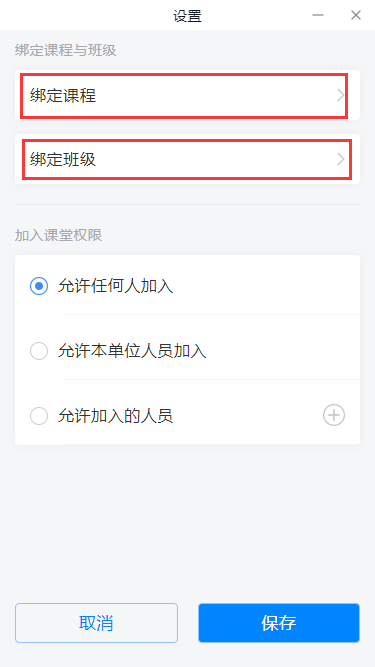 设置
绑定课程与班级
绑定课程
绑定班级
加入课堂权限
允许任何人加入
允许本单位人员加入
允许加入的人员
取消
保存